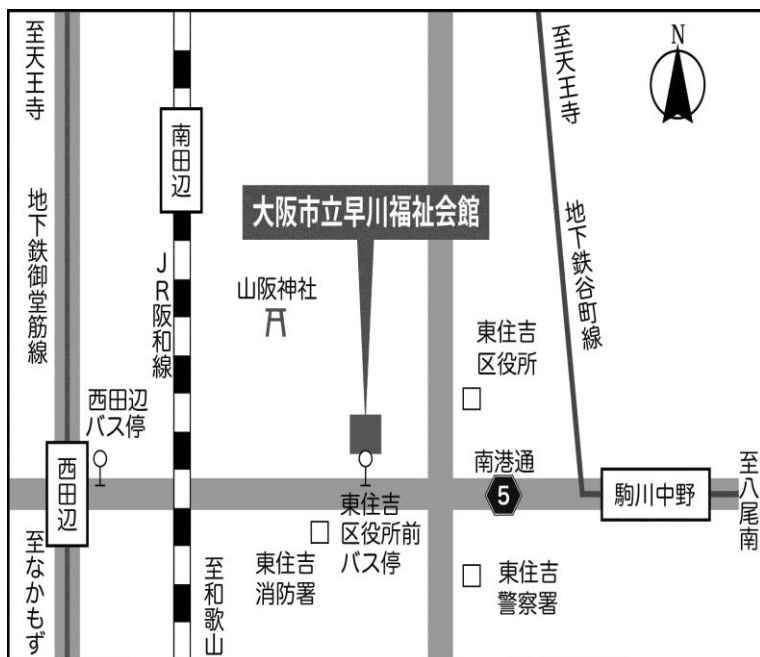 至天王寺
地下鉄御堂筋線
西田辺
至なかもず
南田辺
JR阪和線
至和歌山
西田辺
バス停
大阪市立早川福祉会館
山阪神社
東住吉
区役所前
バス停
東住吉
消防署
N
至天王寺
地下鉄谷町線
東住吉
区役所
南港通
5
駒川中野
至八尾南
東住吉
警察署